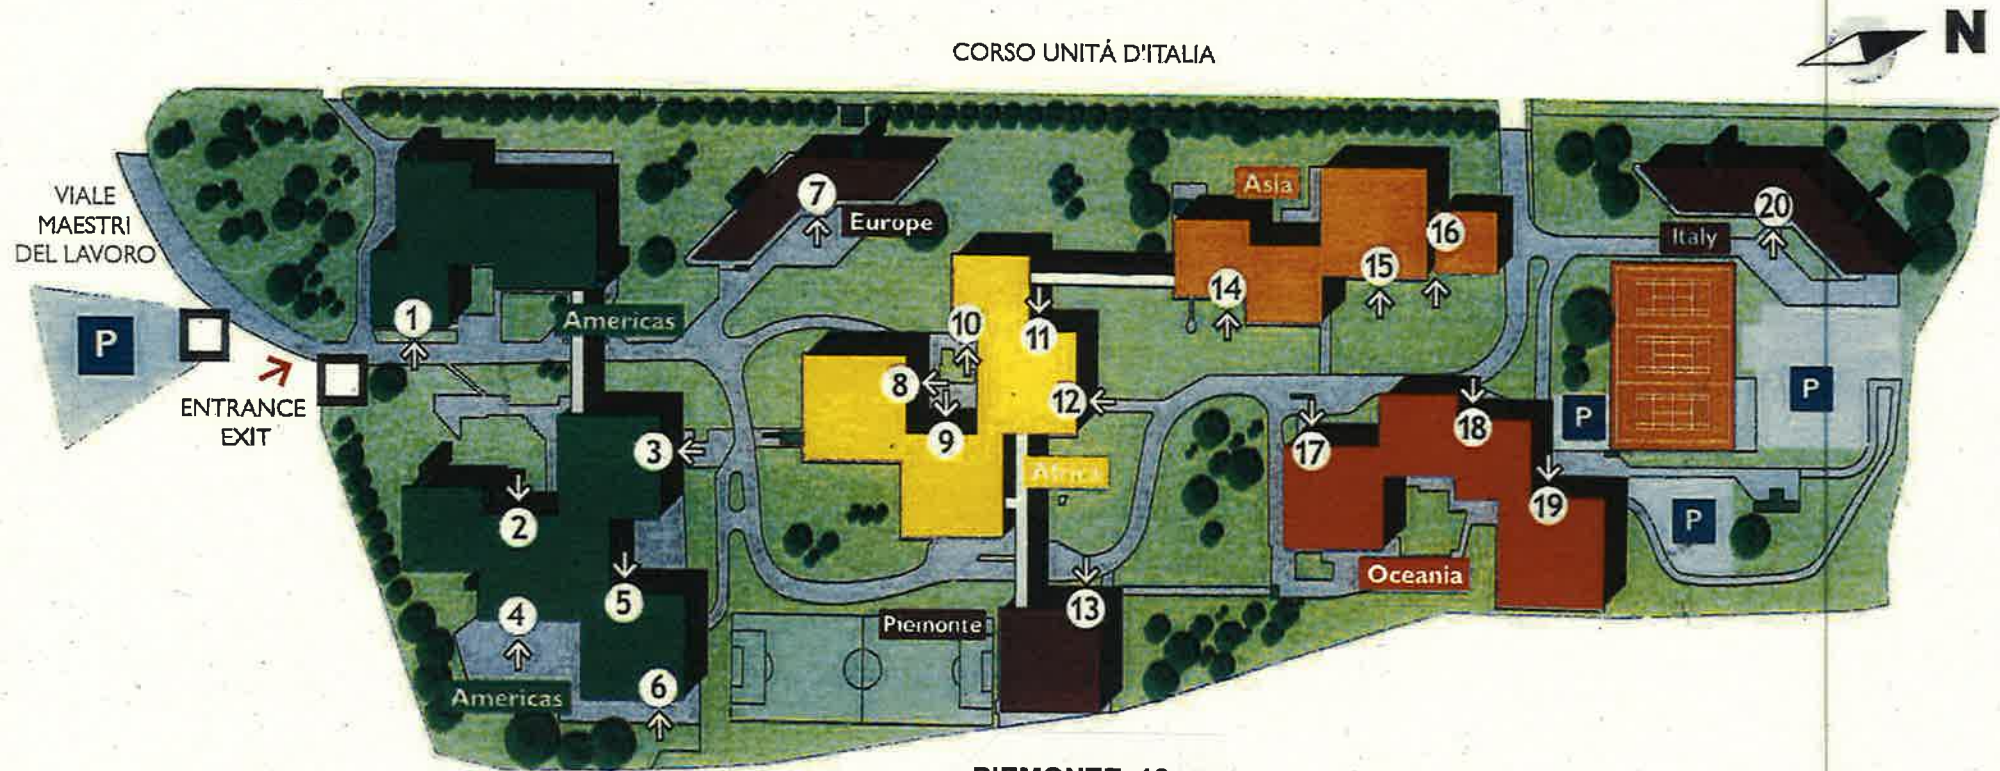 N
CORSO UNITÁ D'ITALIA
VIALE
MAESTRI
DEL LAVORO
P
ENTRANCE
EXIT
1
Americas
2
3
4
5
Americas
6
7
Europe
8
9
10
11
12
Africa
Piemonte
13
Asia
14
15
16
17
18
19
Oceania
20
Italy
P
P
P